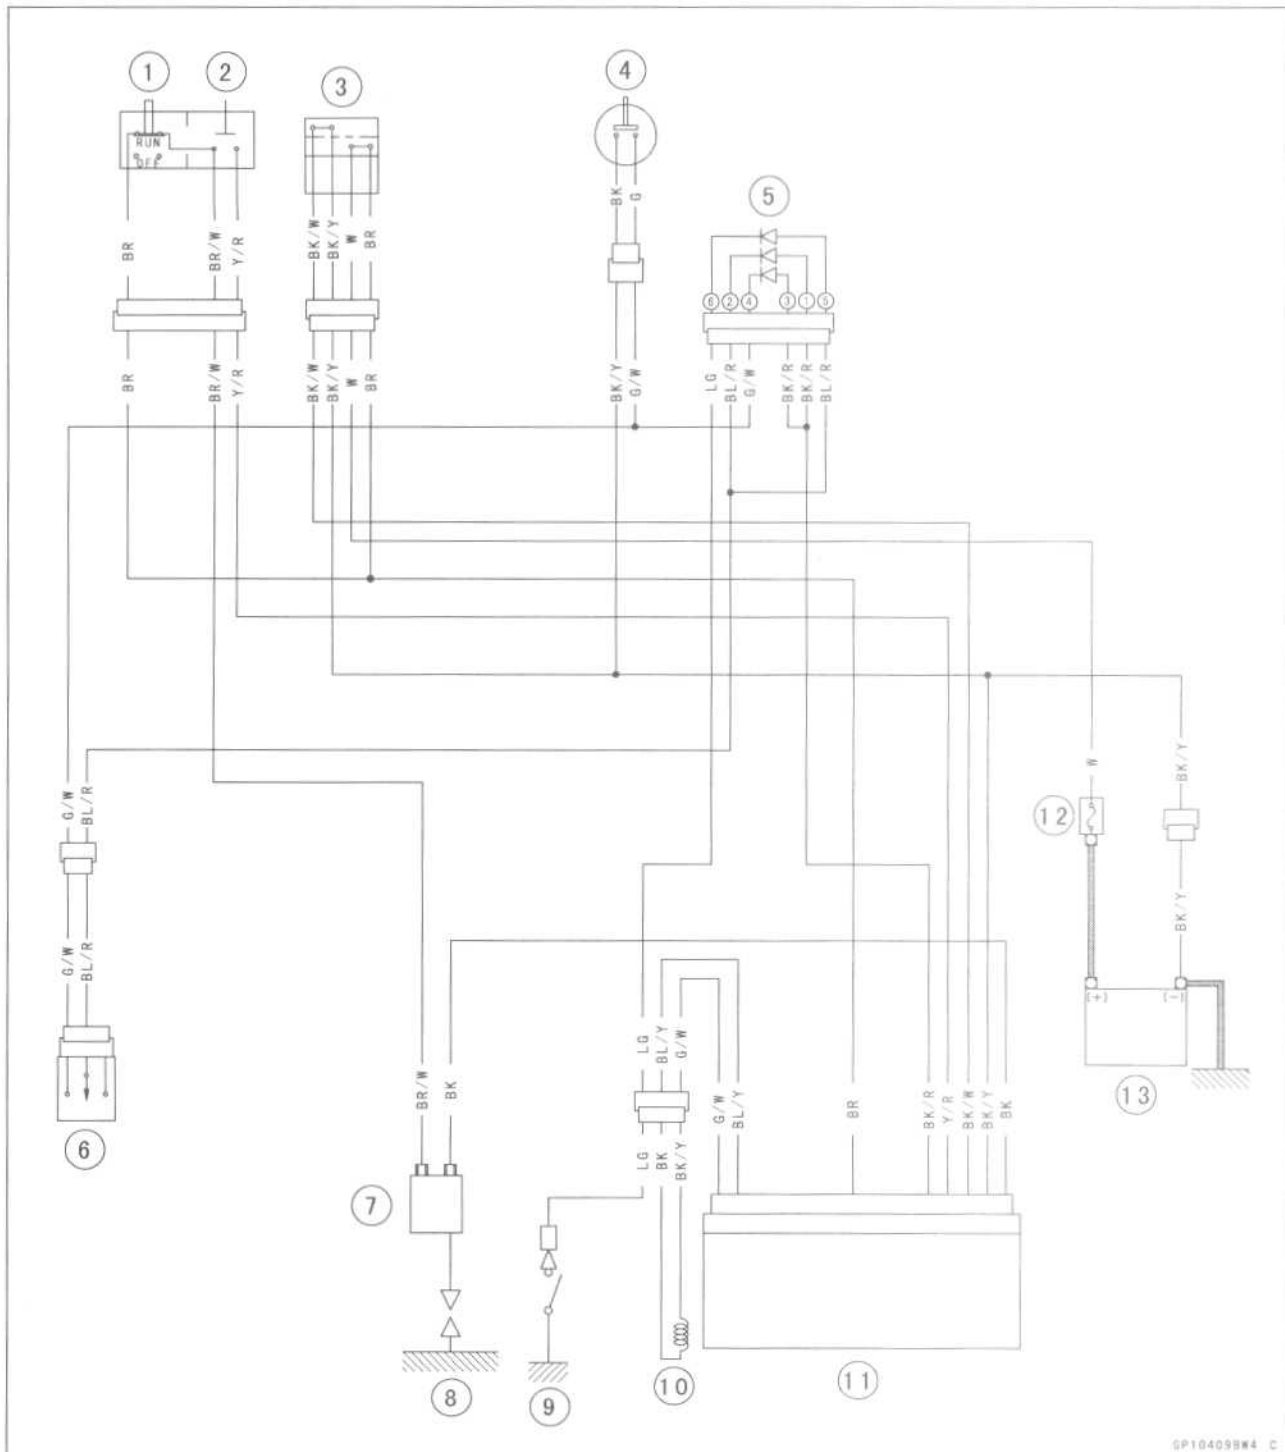 1 2 3 4
RUN
OFF
5
BR BR/W Y/R BK/W BK/Y W BR BK G
6 2 4 3 1 5
BR BR/W Y/R BK/W BK/Y W BR BK/Y G/W LG BL/R G/W BK/R BK/R BL/R
G/W BL/R W BK/Y
12
G/W BL/R BK/Y
(+) (-)
BR/W BK LG BL/Y G/W G/W BL/Y BR BK/R Y/R BK/W BK/Y BK
13
6
LG BK BK/Y
7
8 9 10 11
GP10409BW4 C